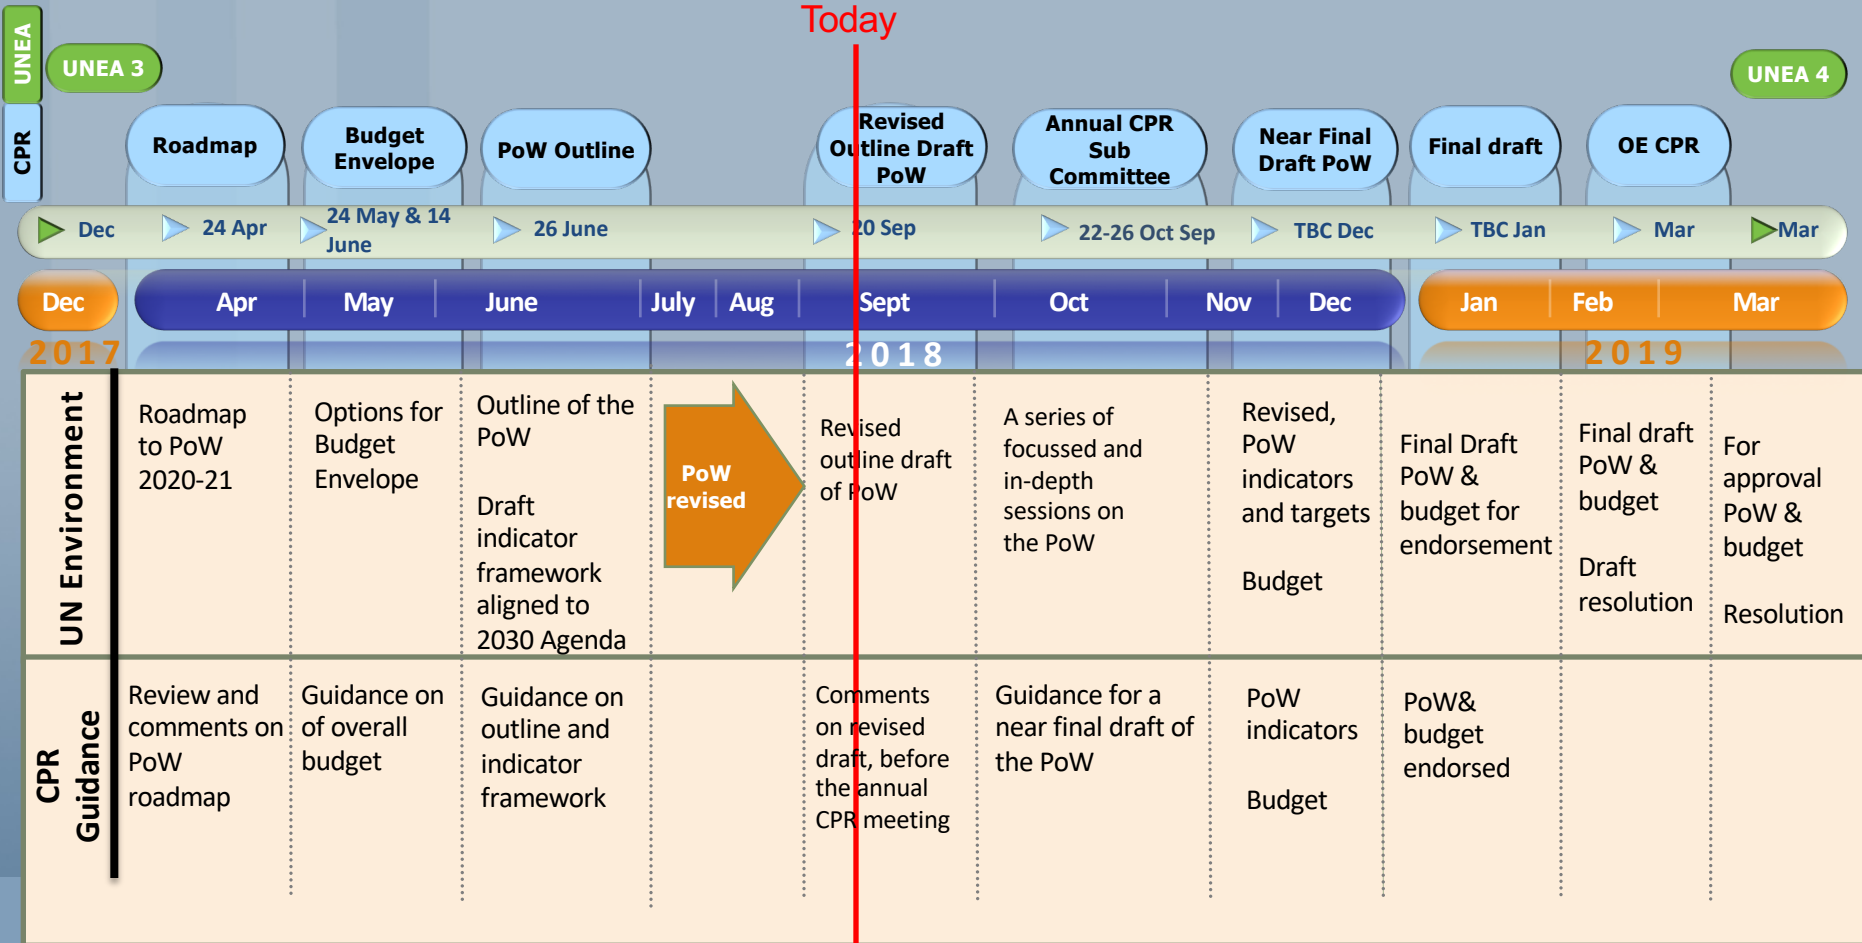 Today
UNEA
UNEA 3
UNEA 4
CPR
Roadmap
Budget
Envelope
PoW Outline
Revised
Outline Draft
PoW
Annual CPR
Sub
Committee
Near Final
Draft PoW
Final draft
OE CPR
Dec
24 Apr
24 May & 14
June
26 June
20 Sep
22-26 Oct Sep
TBC Dec
TBC Jan
Mar
Mar
Dec
Apr
May
June
July
Aug
Sept
Oct
Nov
Dec
Jan
Feb
Mar
2017
2018
2019
UN Environment
Roadmap
to PoW
2020-21
Options for
Budget
Envelope
Outline of the
PoW
Draft
indicator
framework
aligned to
2030 Agenda
PoW
revised
Revised
outline draft
of PoW
A series of
focussed and
in-depth
sessions on
the PoW
Revised,
PoW
indicators
and targets
Budget
Final Draft
PoW &
budget for
endorsement
Final draft
PoW &
budget
Draft
resolution
For
approval
PoW &
budget
Resolution
CPR
Guidance
Review and
comments on
PoW
roadmap
Guidance on
of overall
budget
Guidance on
outline and
indicator
framework
Comments
on revised
draft, before
the annual
CPR meeting
Guidance for a
near final draft of
the PoW
PoW
indicators
Budget
PoW&
budget
endorsed